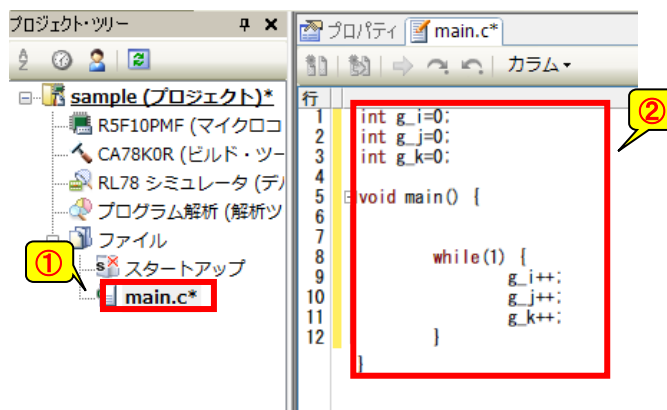 プロジェクト・ツリー
sample (プロジェクト)*
R5F10PMF (マイクロコ
CA78K0R (ビルド・ツー
RL78 シミュレータ (デ
プログラム解析 (解析ツ
ファイル
①
スタートアップ
main.c*
プロパティ main.c*
カラム
行
②
1 int g_i=0;
2 int g_j=0;
3 int g_k=0;
4
5 void main() {
6
7
8 while(1) {
9 g_i++;
10 g_j++;
11 g_k++;
12 }
}